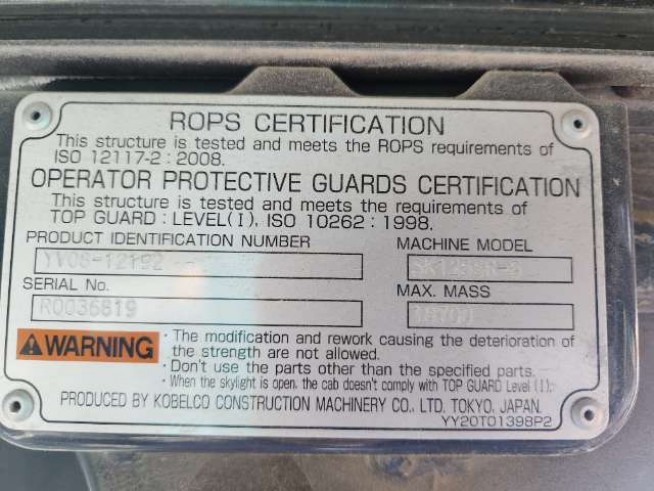 ROPS CERTIFICATION
This structure is tested and meets the ROPS requirements of
ISO 12117-2 : 2008.
OPERATOR PROTECTIVE GUARDS CERTIFICATION
This structure is tested and meets the requirements of
TOP GUARD : LEVEL(I), ISO 10262 : 1998.
PRODUCT IDENTIFICATION NUMBER
YV08-12192
MACHINE MODEL
SERIAL No.
R0036819
MAX. MASS
WARNING
· The modification and rework causing the deterioration of
the strength are not allowed.
· Don't use the parts other than the specified parts.
· When the skylight is open, the cab doesn't comply with TOP GUARD Level (I).
PRODUCED BY KOBELCO CONSTRUCTION MACHINERY CO., LTD. TOKYO, JAPAN.
YY20T01398P2